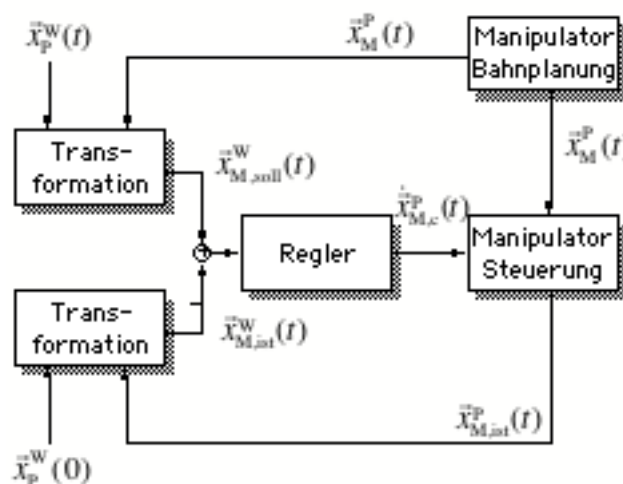 x⃗_P^W(t)
x⃗_M^P(t)
Manipulator
Bahnplanung
Trans-
formation
x⃗_M,soll^W(t)
x⃗_M^P(t)
ẋ⃗_M,c^P(t)
Regler
Manipulator
Steuerung
Trans-
formation
x⃗_M,ist^W(t)
x⃗_M,ist^P(t)
x⃗_P^W(0)